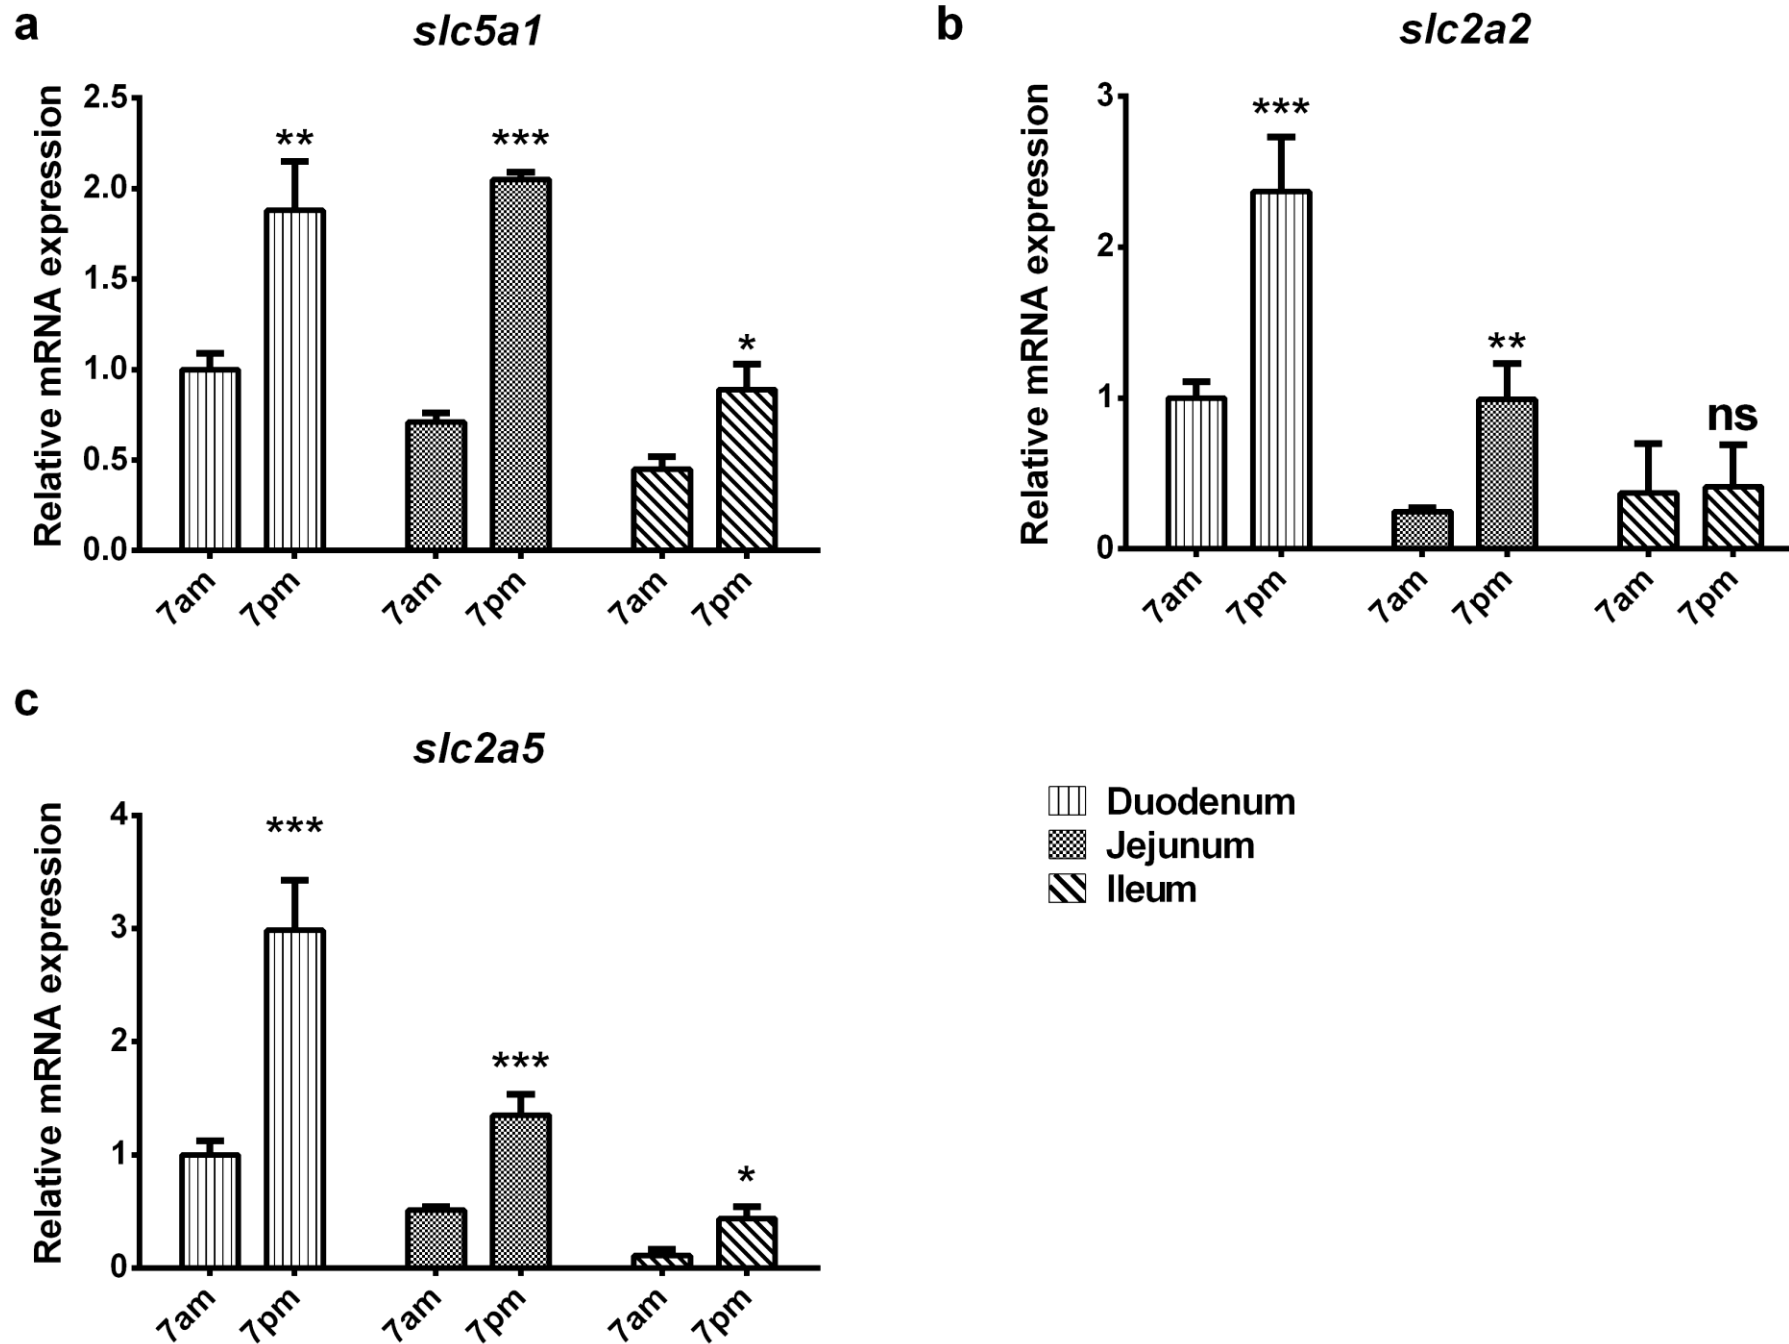 a
slc5a1
Relative mRNA expression
2.5
2.0
1.5
1.0
0.5
0.0
**
***
*
7am 7pm 7am 7pm 7am 7pm
b
slc2a2
Relative mRNA expression
3
2
1
0
***
**
ns
7am 7pm 7am 7pm 7am 7pm
c
slc2a5
Relative mRNA expression
4
3
2
1
0
***
***
*
7am 7pm 7am 7pm 7am 7pm
Duodenum
Jejunum
Ileum